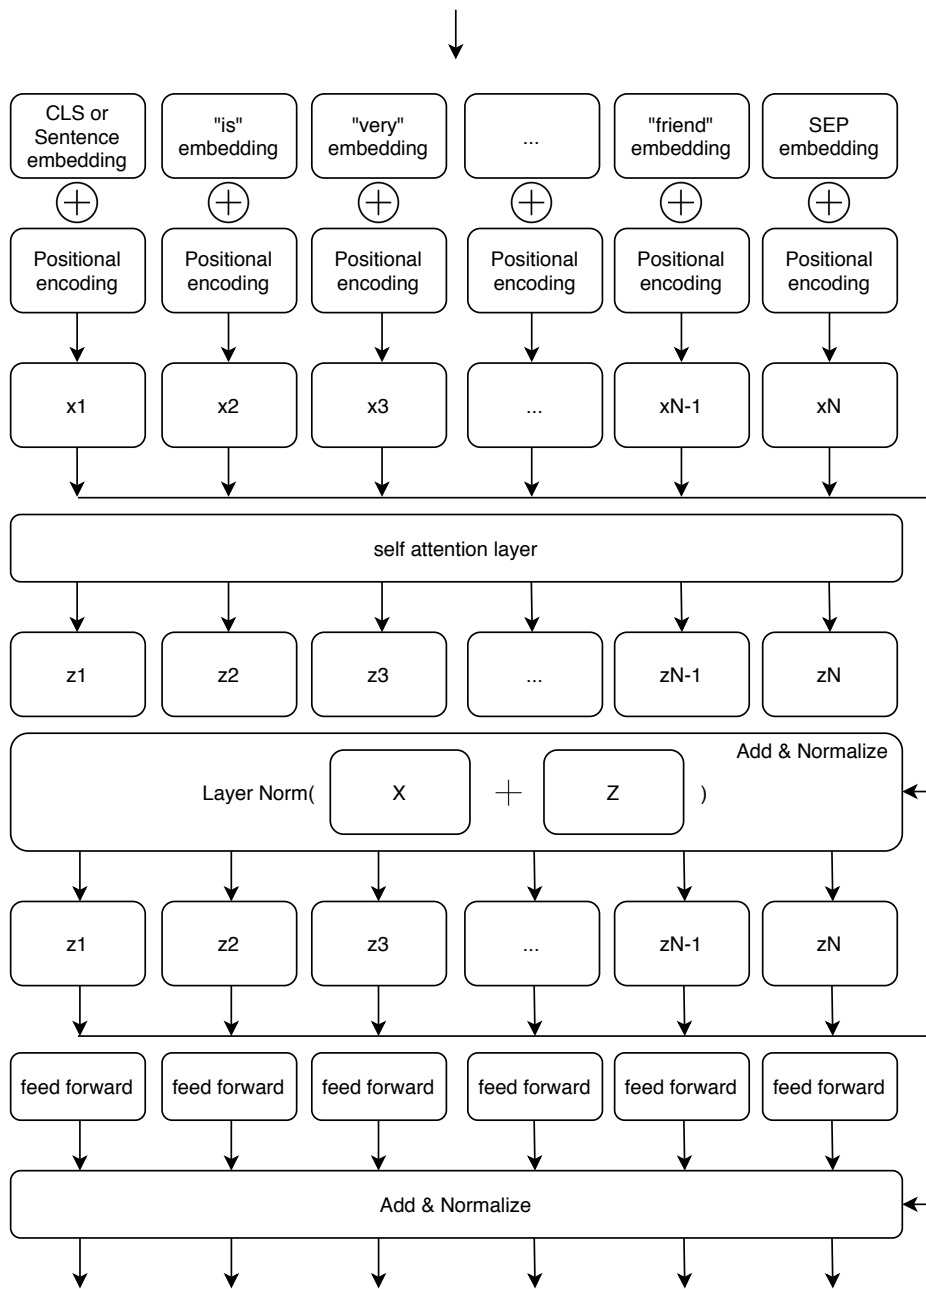 CLS or
Sentence
embedding
"is"
embedding
"very"
embedding
...
"friend"
embedding
SEP
embedding
Positional
encoding
Positional
encoding
Positional
encoding
Positional
encoding
Positional
encoding
Positional
encoding
x1
x2
x3
...
xN-1
xN
self attention layer
z1
z2
z3
...
zN-1
zN
Add & Normalize
Layer Norm( X + Z )
z1
z2
z3
...
zN-1
zN
feed forward
feed forward
feed forward
feed forward
feed forward
feed forward
Add & Normalize